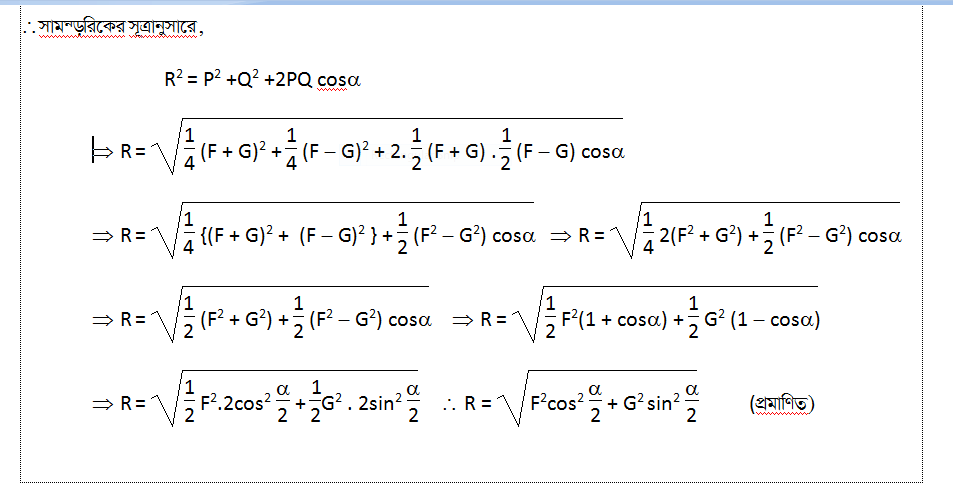 ∴ সামন্ডরিকের সূত্রানুসারে,
R² = P² +Q² +2PQ cosα
⇒ R = √(1/4 (F + G)² + 1/4 (F – G)² + 2. 1/2 (F + G) . 1/2 (F – G) cosα)
⇒ R = √(1/4 {(F + G)² + (F – G)² } + 1/2 (F² – G²) cosα) ⇒ R = √(1/4 2(F² + G²) + 1/2 (F² – G²) cosα)
⇒ R = √(1/2 (F² + G²) + 1/2 (F² – G²) cosα) ⇒ R = √(1/2 F²(1 + cosα) + 1/2 G² (1 – cosα))
⇒ R = √(1/2 F².2cos² α/2 + 1/2 G² . 2sin² α/2) ∴ R = √(F²cos² α/2 + G² sin² α/2) (প্রমাণিত)